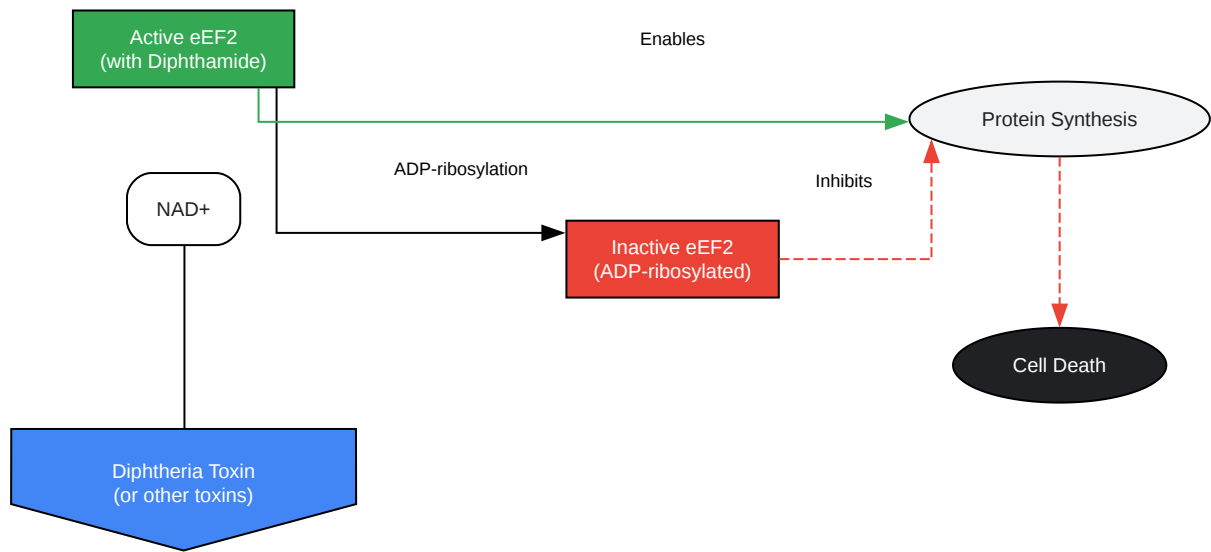 Active eEF2
(with Diphthamide)
Enables
Protein Synthesis
ADP-ribosylation
Inhibits
NAD+
Inactive eEF2
(ADP-ribosylated)
Cell Death
Diphtheria Toxin
(or other toxins)